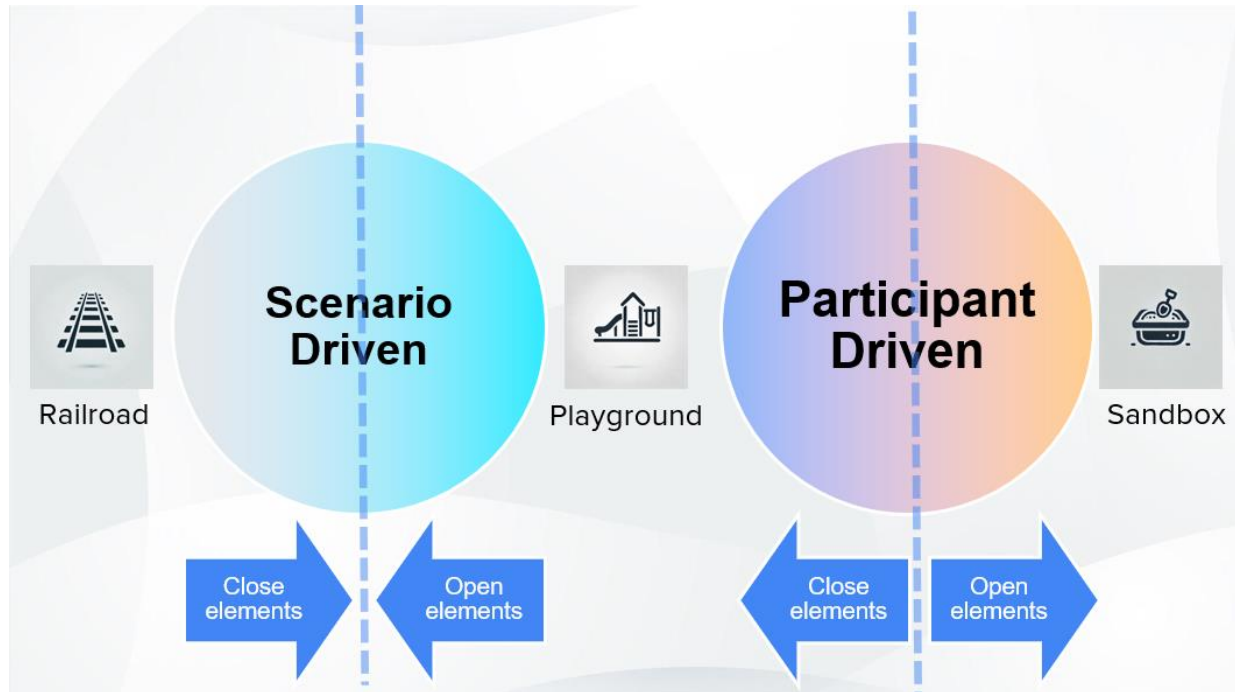 Scenario
Driven
Participant
Driven
Railroad
Playground
Sandbox
Close
elements
Open
elements
Close
elements
Open
elements